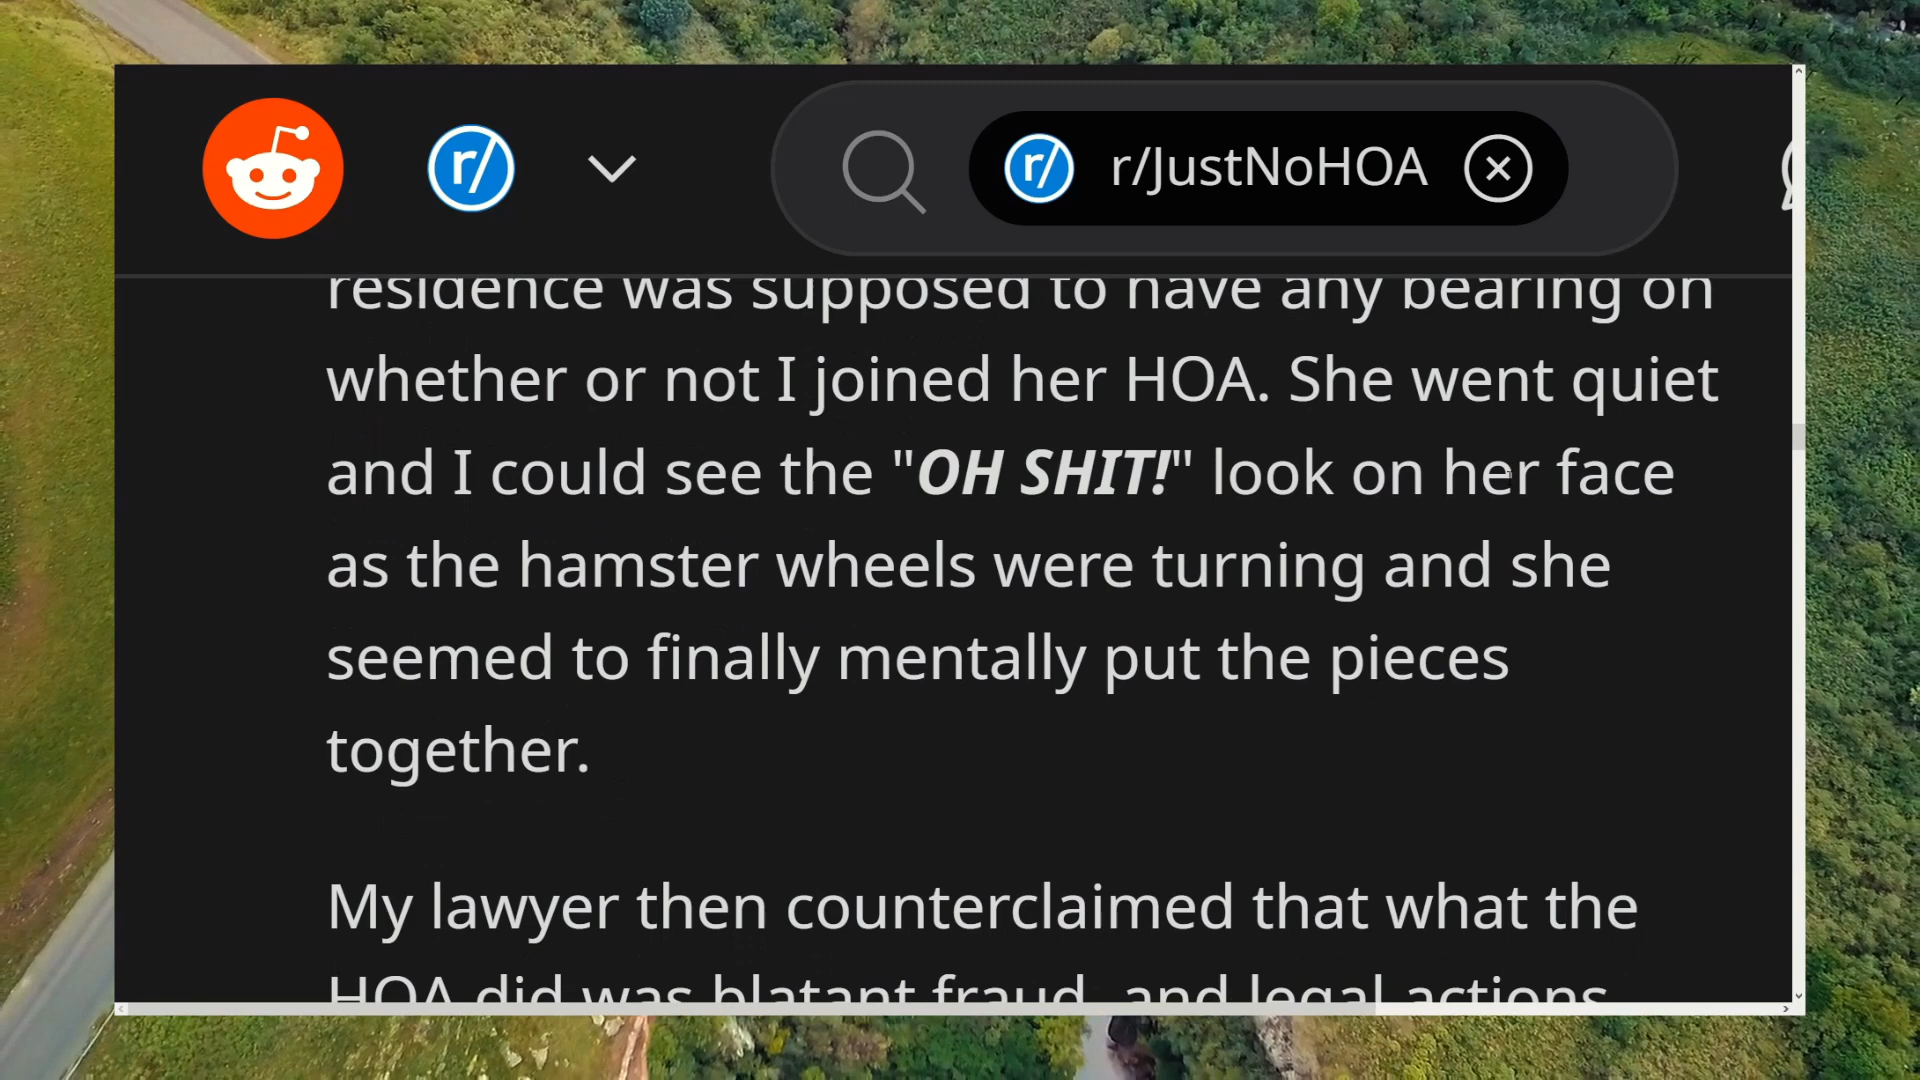 r/
r/ r/JustNoHOA
residence was supposed to have any bearing on
whether or not I joined her HOA. She went quiet
and I could see the "OH SHIT!" look on her face
as the hamster wheels were turning and she
seemed to finally mentally put the pieces
together.
My lawyer then counterclaimed that what the
HOA did was blatant fraud, and legal actions